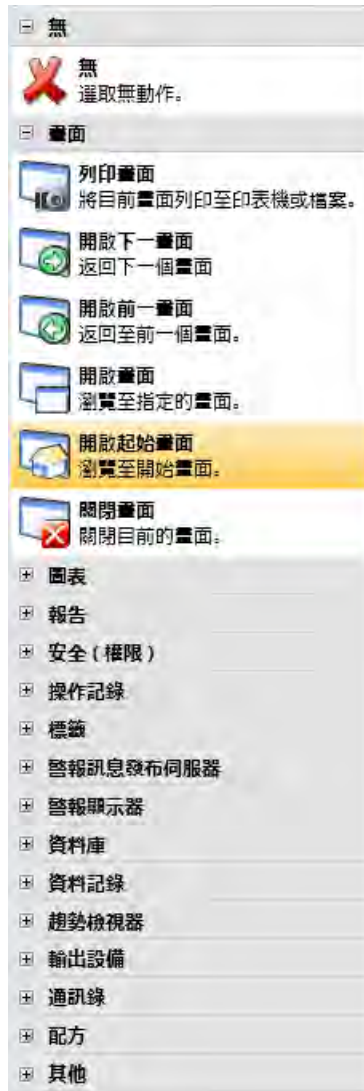 無
無
選取無動作。
畫面
列印畫面
將目前畫面列印至印表機或檔案。
開啟下一畫面
返回下一個畫面
開啟前一畫面
返回至前一個畫面。
開啟畫面
瀏覽至指定的畫面。
開啟起始畫面
瀏覽至開始畫面。
關閉畫面
關閉目前的畫面。
圖表
報告
安全(權限)
操作記錄
標籤
警報訊息發布伺服器
警報顯示器
資料庫
資料記錄
趨勢檢視器
輸出設備
通訊錄
配方
其他